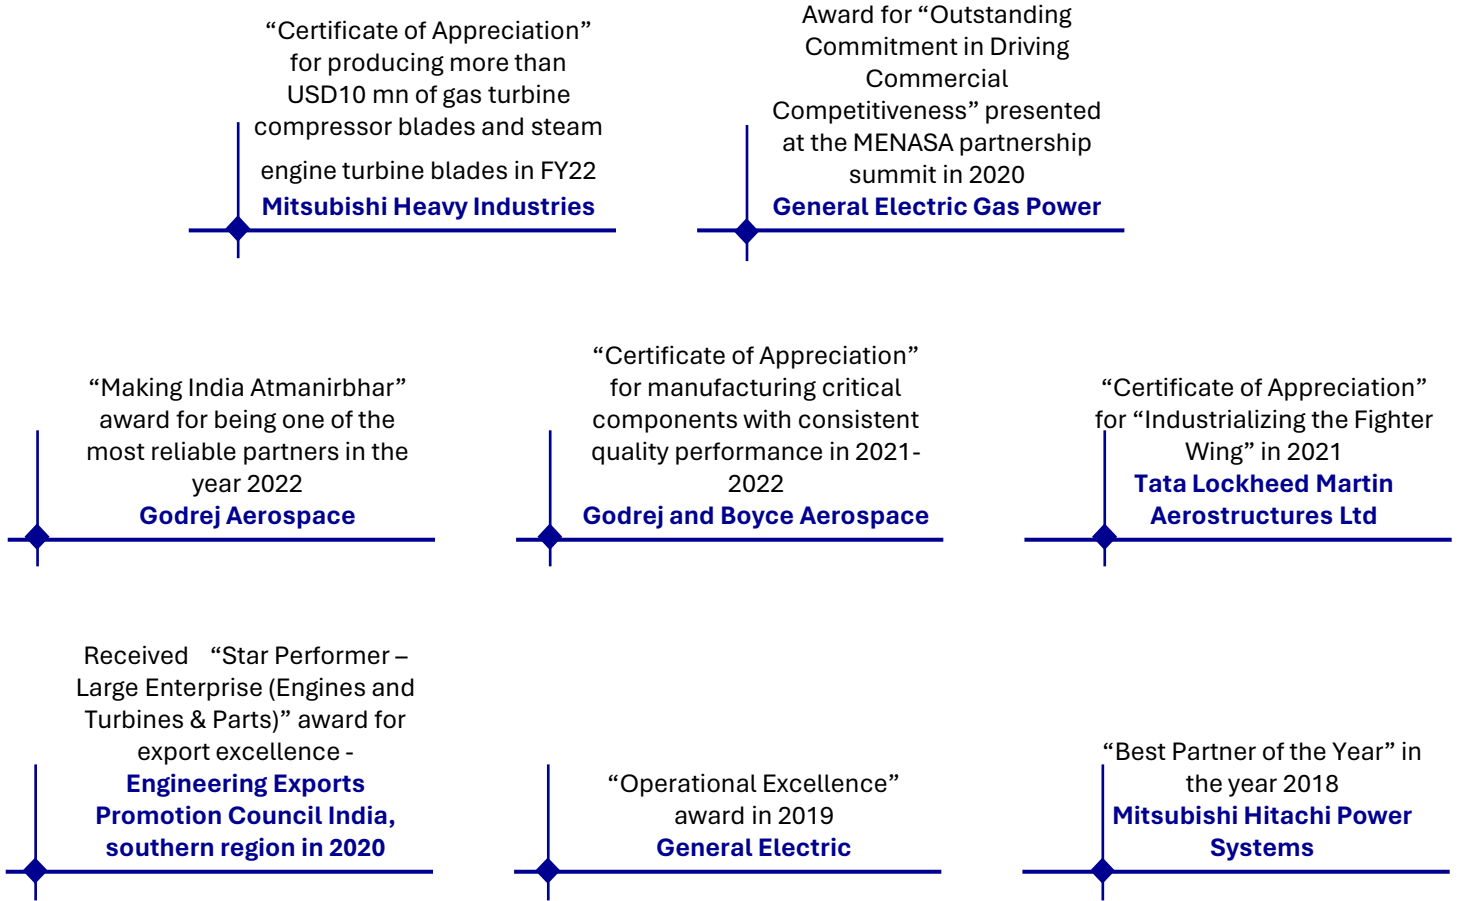 “Certificate of Appreciation”
for producing more than
USD10 mn of gas turbine
compressor blades and steam
engine turbine blades in FY22
Mitsubishi Heavy Industries
Award for “Outstanding
Commitment in Driving
Commercial
Competitiveness” presented
at the MENASA partnership
summit in 2020
General Electric Gas Power
“Making India Atmanirbhar”
award for being one of the
most reliable partners in the
year 2022
Godrej Aerospace
“Certificate of Appreciation”
for manufacturing critical
components with consistent
quality performance in 2021-
2022
Godrej and Boyce Aerospace
“Certificate of Appreciation”
for “Industrializing the Fighter
Wing” in 2021
Tata Lockheed Martin
Aerostructures Ltd
Received “Star Performer –
Large Enterprise (Engines and
Turbines & Parts)” award for
export excellence -
Engineering Exports
Promotion Council India,
southern region in 2020
“Operational Excellence”
award in 2019
General Electric
“Best Partner of the Year” in
the year 2018
Mitsubishi Hitachi Power
Systems